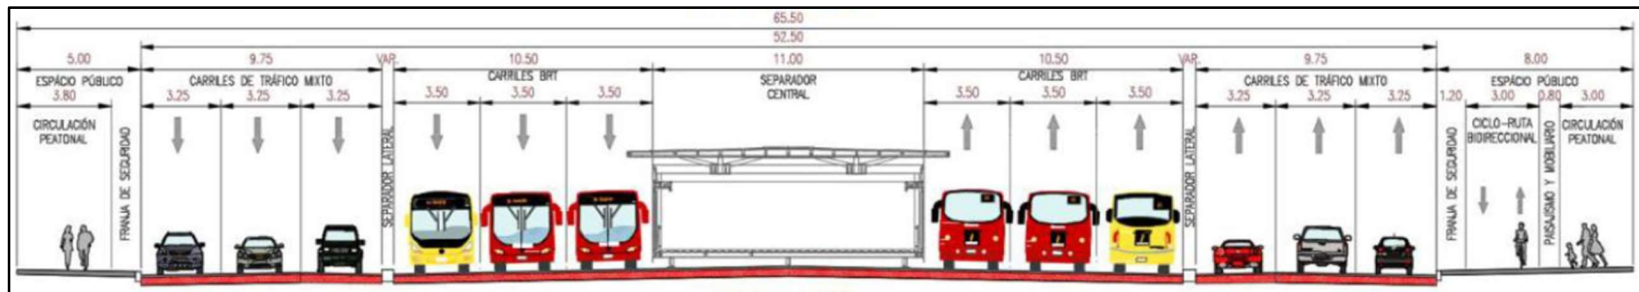 65.50
52.50
5.00 9.75 VAR. 10.50 11.00 10.50 VAR. 9.75 8.00
ESPÁCIO PÚBLICO CARRILES DE TRÁFICO MIXTO CARRILES BRT SEPARADOR CENTRAL CARRILES BRT CARRILES DE TRÁFICO MIXTO ESPÁCIO PÚBLICO
3.80 3.25 3.25 3.25 3.50 3.50 3.50 3.50 3.50 3.50 3.25 3.25 3.25 1.20 3.00 0.80 3.00
CIRCULACIÓN
PEATONAL
FRANJA DE SEGURIDAD
SEPARADOR LATERAL
SEPARADOR LATERAL
FRANJA DE SEGURIDAD
CICLO-RUTA
BIDIRECCIONAL
PAISAJISMO Y MOBILIARIO
CIRCULACIÓN
PEATONAL